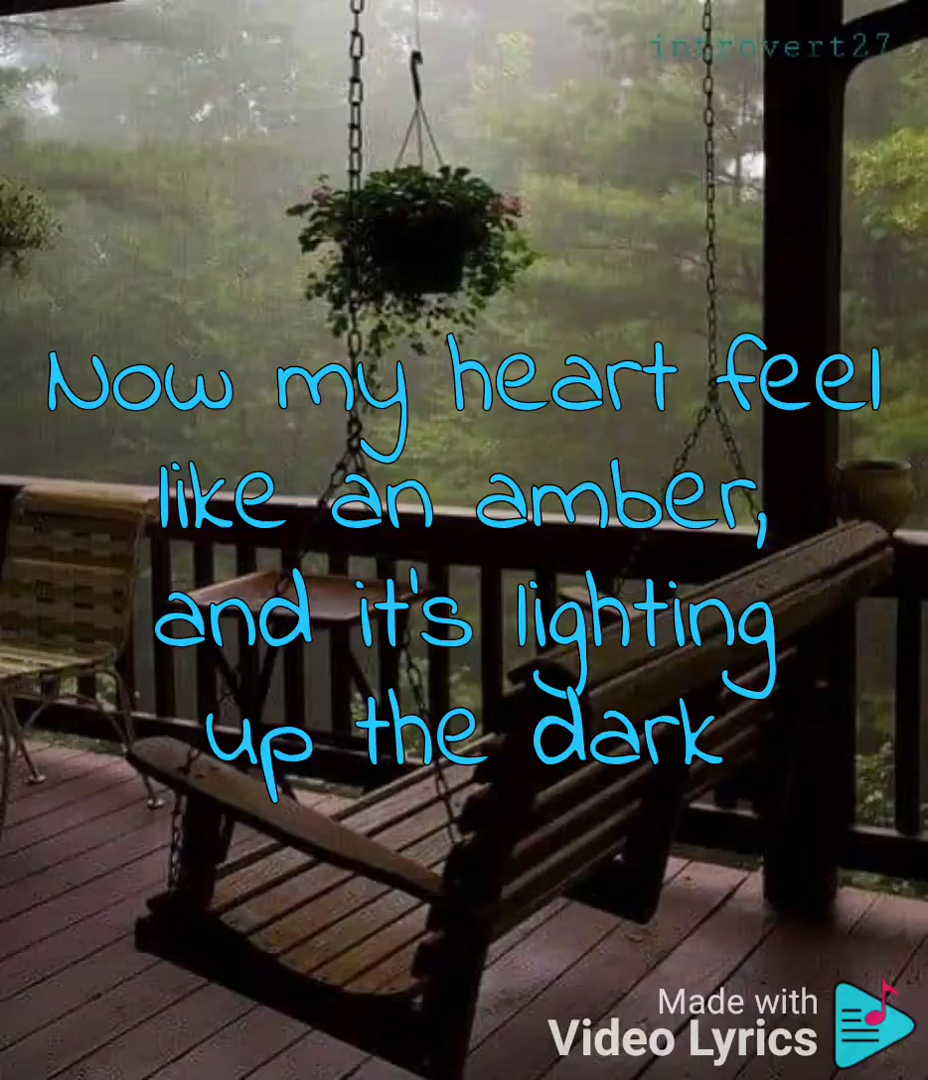 introvert27
Now my heart feel
like an amber,
and it's lighting
up the dark
Made with
Video Lyrics